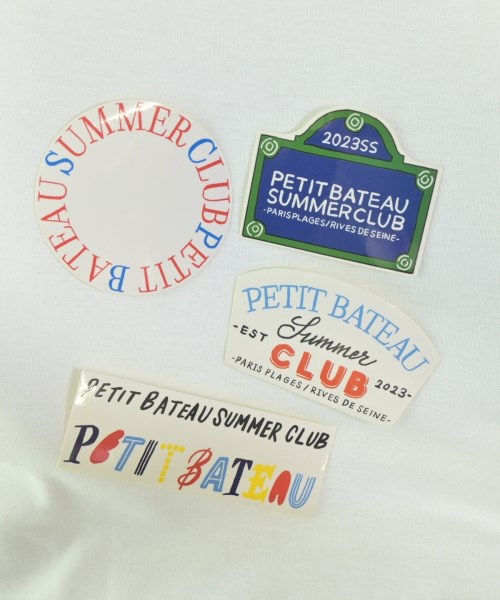 SUMMER CLUB PETIT BATEAU
2023SS
PETIT BATEAU
SUMMER CLUB
-PARIS PLAGES/RIVES DE SEINE-
PETIT BATEAU
-EST Summer
CLUB 2023-
-PARIS PLAGES/RIVES DE SEINE-
PETIT BATEAU SUMMER CLUB
PETIT BATEAU